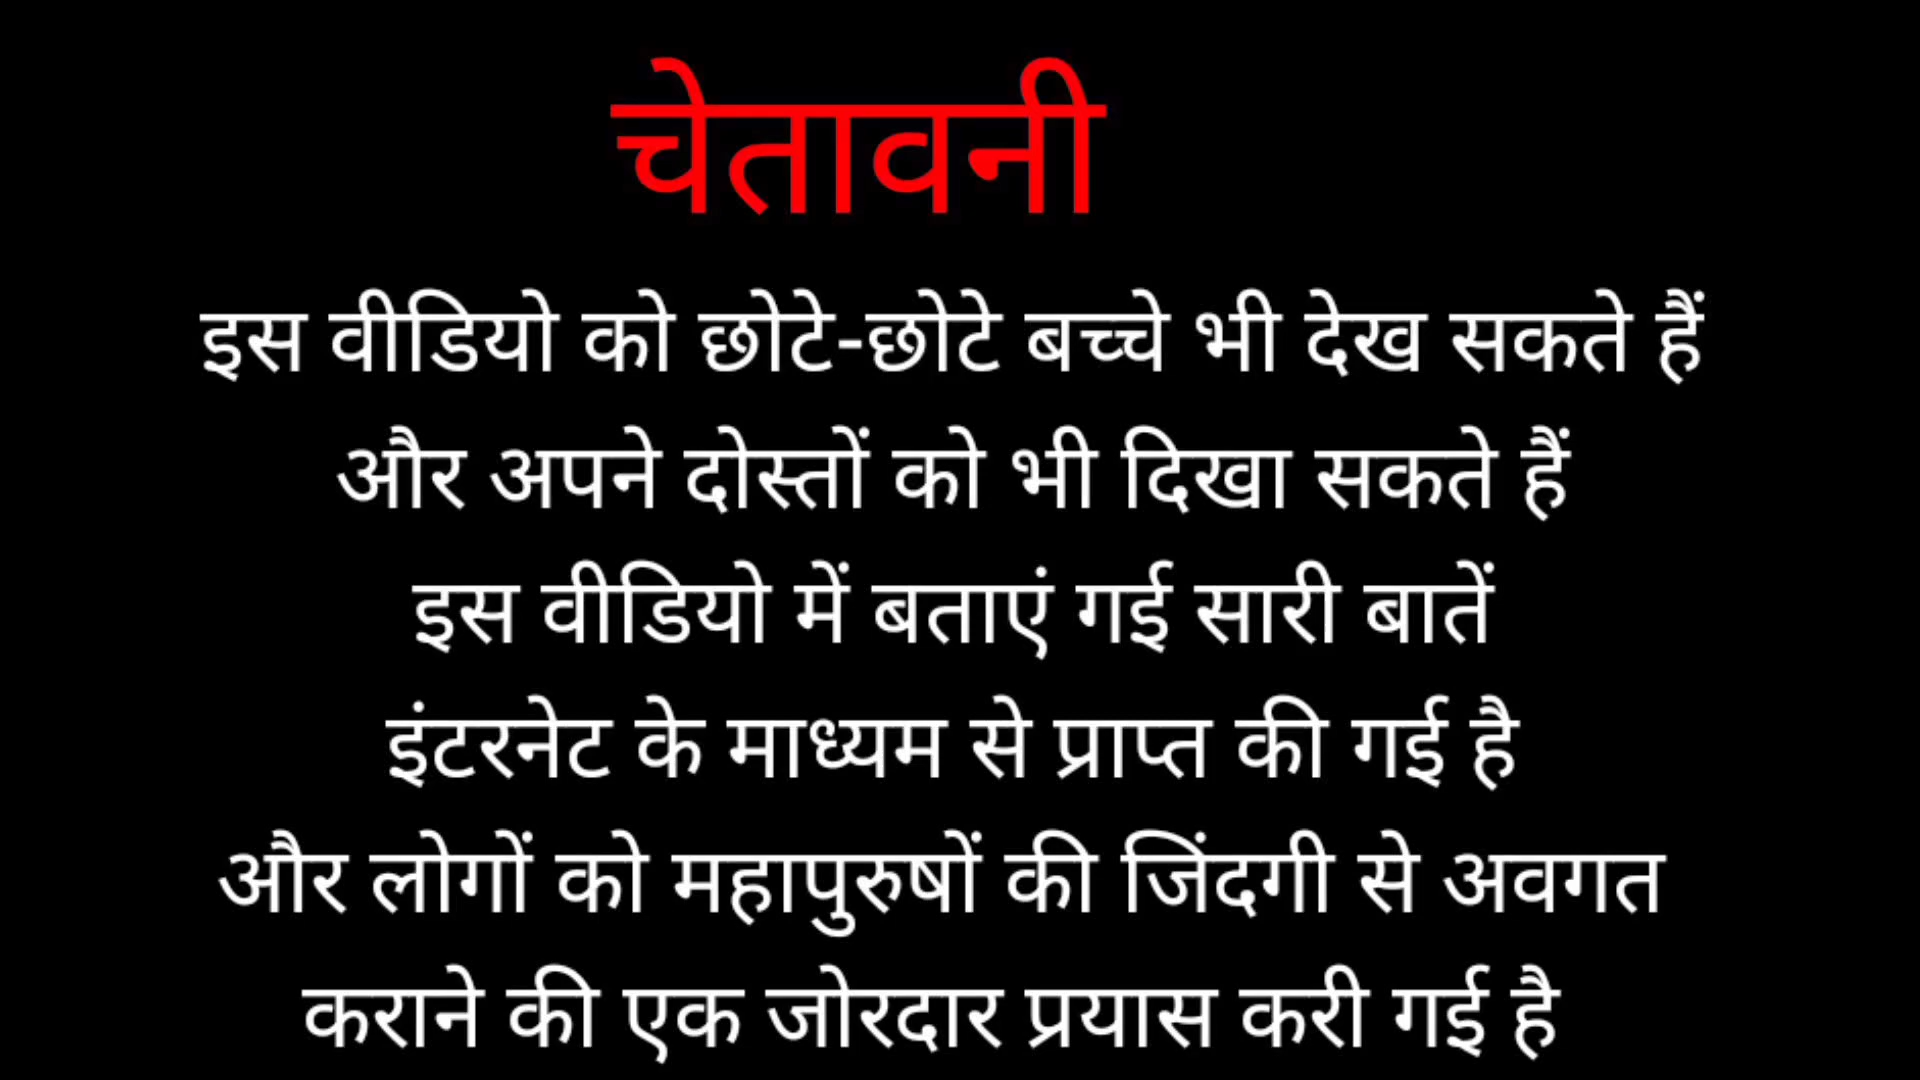 चेतावनी
इस वीडियो को छोटे-छोटे बच्चे भी देख सकते हैं
और अपने दोस्तों को भी दिखा सकते हैं
इस वीडियो में बताएं गई सारी बातें
इंटरनेट के माध्यम से प्राप्त की गई है
और लोगों को महापुरुषों की जिंदगी से अवगत
कराने की एक जोरदार प्रयास करी गई है